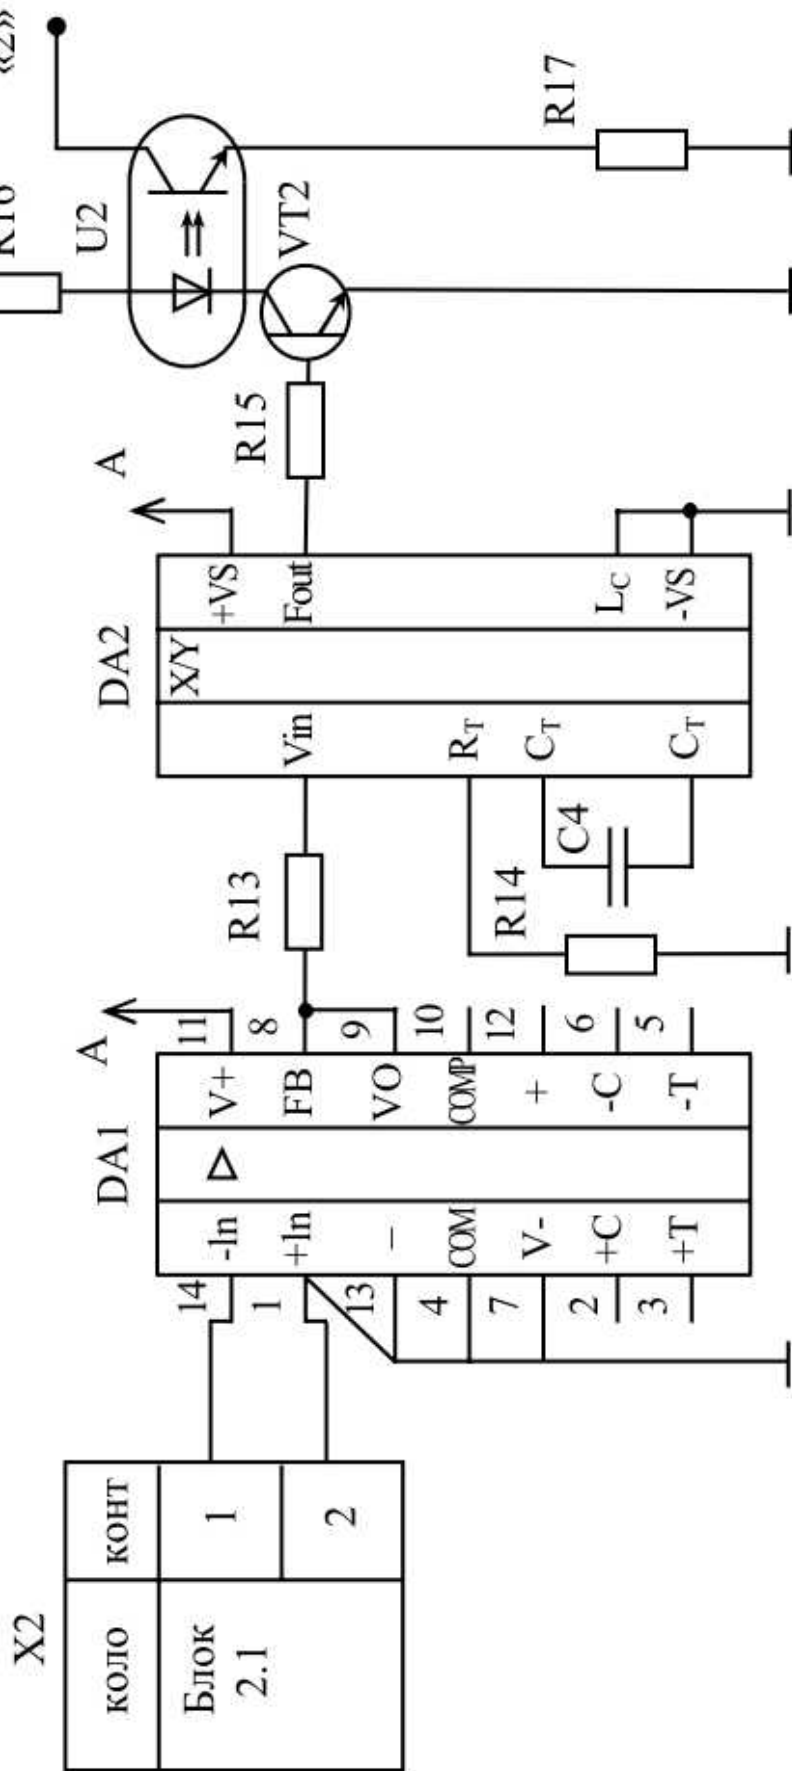 X2
коло
конт
Блок
2.1
1
2
DA1
A
14
-In
V+
11
1
+In
FB
8
13
–
VO
9
4
COM
COMP
10
7
V-
+
12
2
+C
-C
6
3
+T
-T
5
R13
R14
C4
DA2
X/Y
A
Vin
+VS
Fout
RT
CT
LC
CT
-VS
R15
VT2
U2
R16
R17
«2»